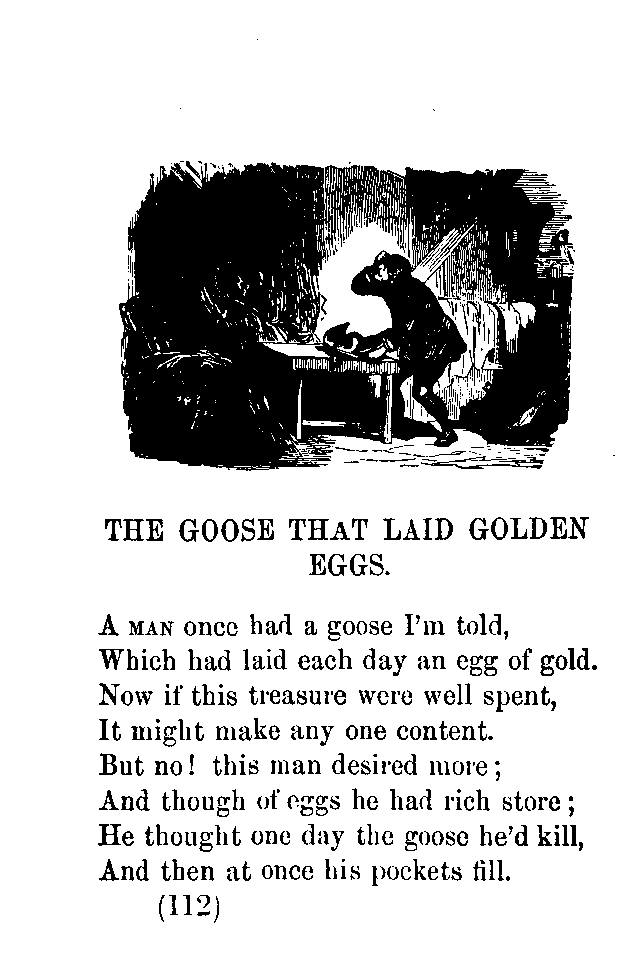 THE GOOSE THAT LAID GOLDEN
EGGS.
A MAN once had a goose I'm told,
Which had laid each day an egg of gold.
Now if this treasure were well spent,
It might make any one content.
But no! this man desired more;
And though of eggs he had rich store;
He thought one day the goose he'd kill,
And then at once his pockets fill.
(112)